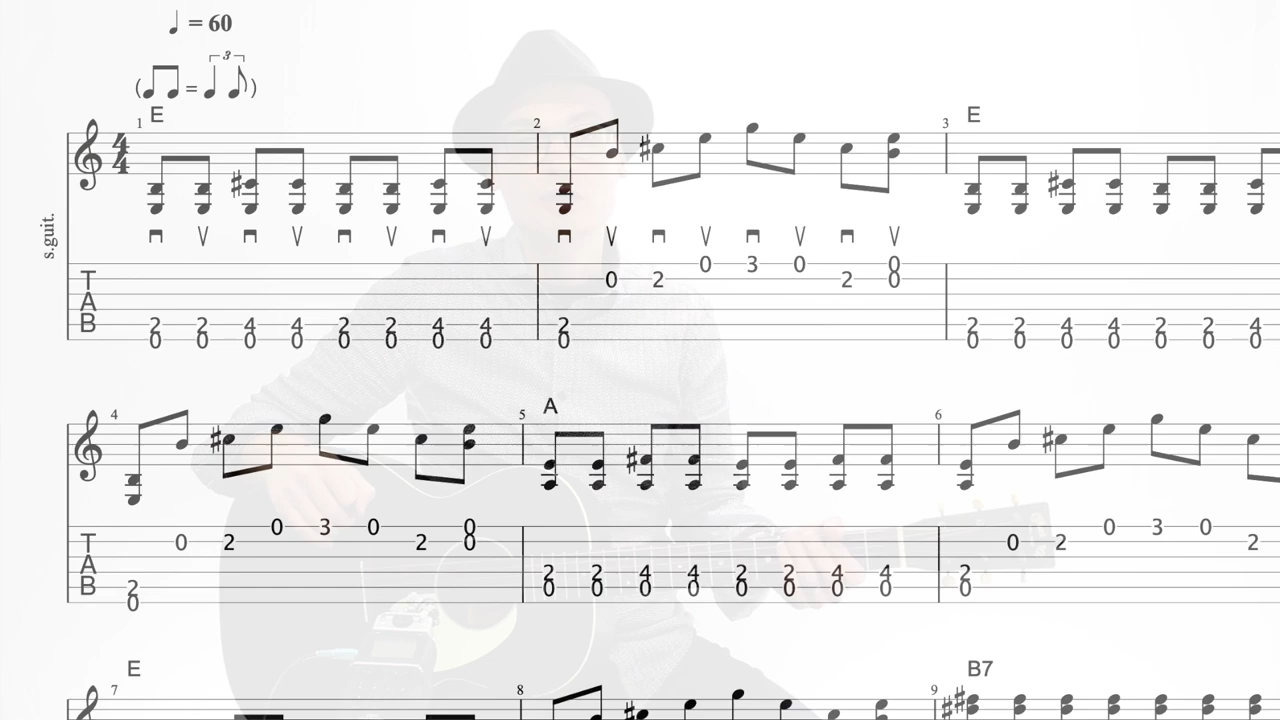 ♩ = 60
3
(♫ = ♩♪)
E
1 2 3
E
4
4
s.guit.
0 3 0 0
T 0 2 2 0
A
B 2 2 4 4 2 2 4 4 2 2 2 4 4 2 2 4
0 0 0 0 0 0 0 0 0 0 0 0 0 0 0 0
4 5 6
A
0 3 0 0 0 3 0
T 0 2 2 0 0 2 2
A 2 2 4 4 2 2 4 4 2
B 2 0 0 0 0 0 0 0 0 0
0
E B7
7 8 9